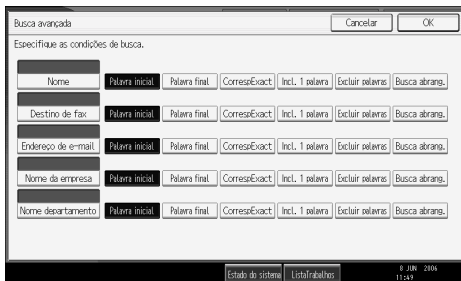 Busca avançada Cancelar OK
Especifique as condições de busca.
Nome Palavra inicial Palavra final CorrespExact Incl. 1 palavra Excluir palavras Busca abrang.
Destino de fax Palavra inicial Palavra final CorrespExact Incl. 1 palavra Excluir palavras Busca abrang.
Endereço de e-mail Palavra inicial Palavra final CorrespExact Incl. 1 palavra Excluir palavras Busca abrang.
Nome da empresa Palavra inicial Palavra final CorrespExact Incl. 1 palavra Excluir palavras Busca abrang.
Nome departamento Palavra inicial Palavra final CorrespExact Incl. 1 palavra Excluir palavras Busca abrang.
Estado do sistema ListaTrabalhos 8 JUN 2006
11:49